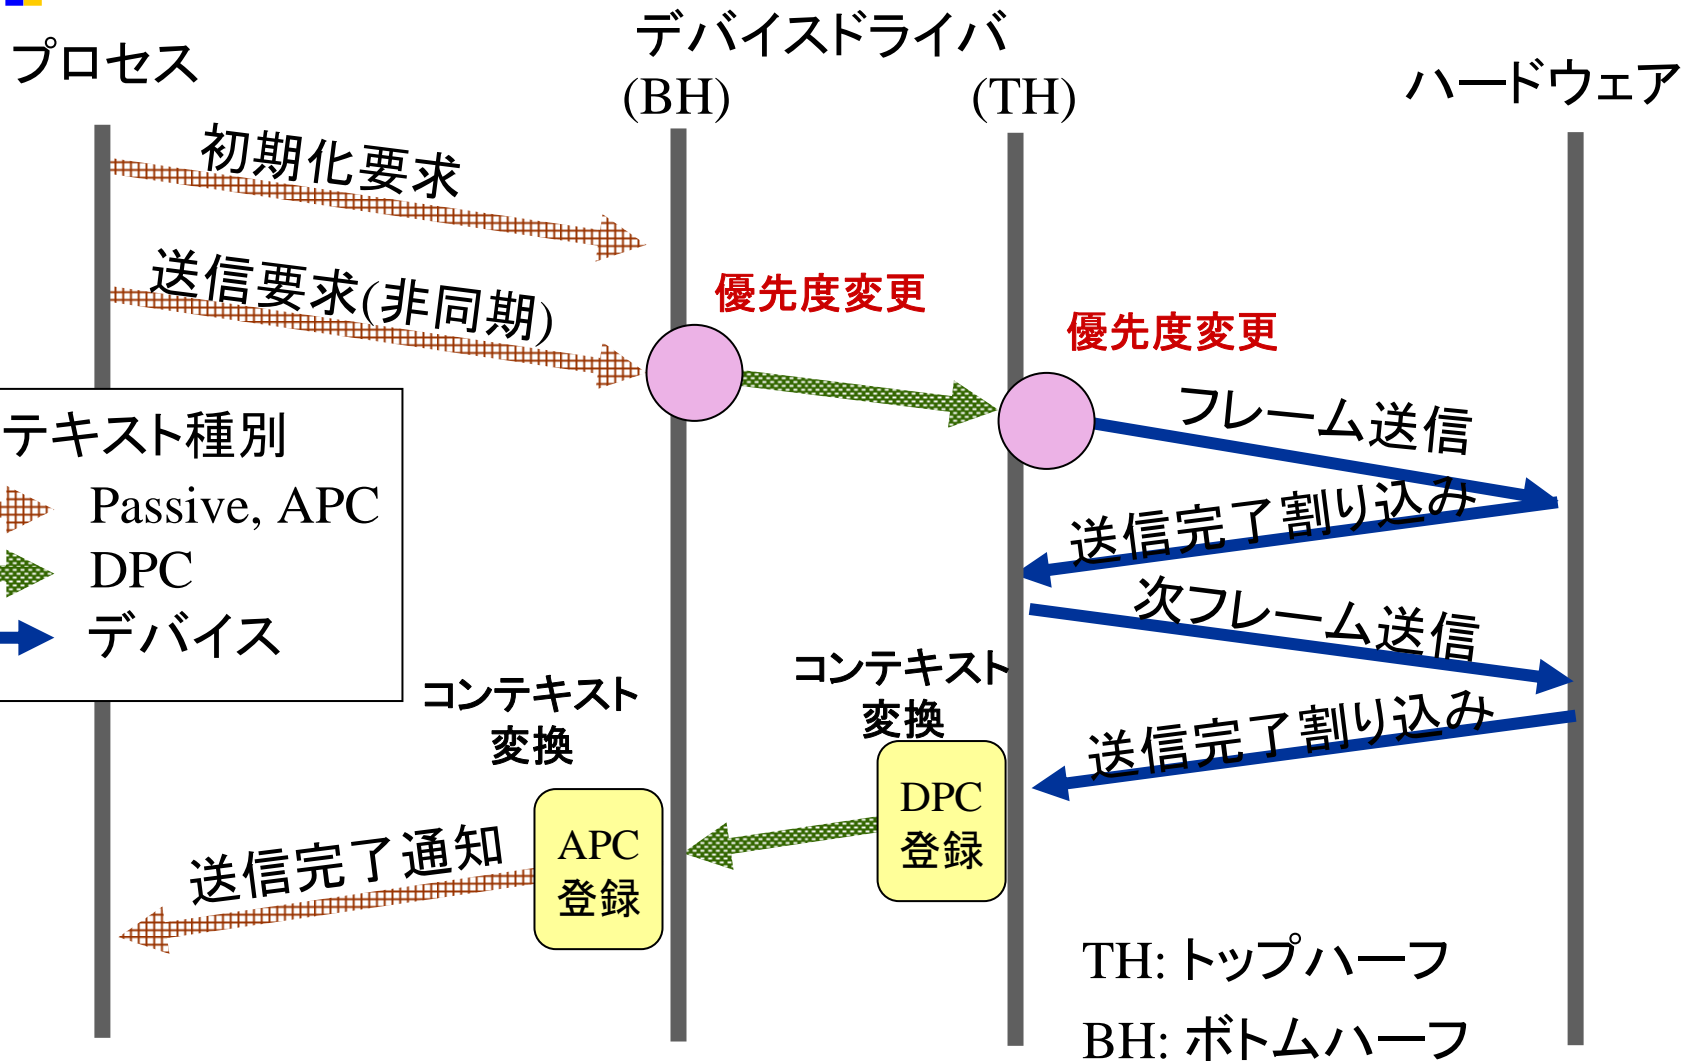 プロセス
デバイスドライバ
(BH)
(TH)
ハードウェア
初期化要求
送信要求(非同期)
優先度変更
優先度変更
フレーム送信
送信完了割り込み
次フレーム送信
送信完了割り込み
テキスト種別
Passive, APC
DPC
デバイス
コンテキスト
変換
コンテキスト
変換
DPC
登録
APC
登録
送信完了通知
TH: トップハーフ
BH: ボトムハーフ